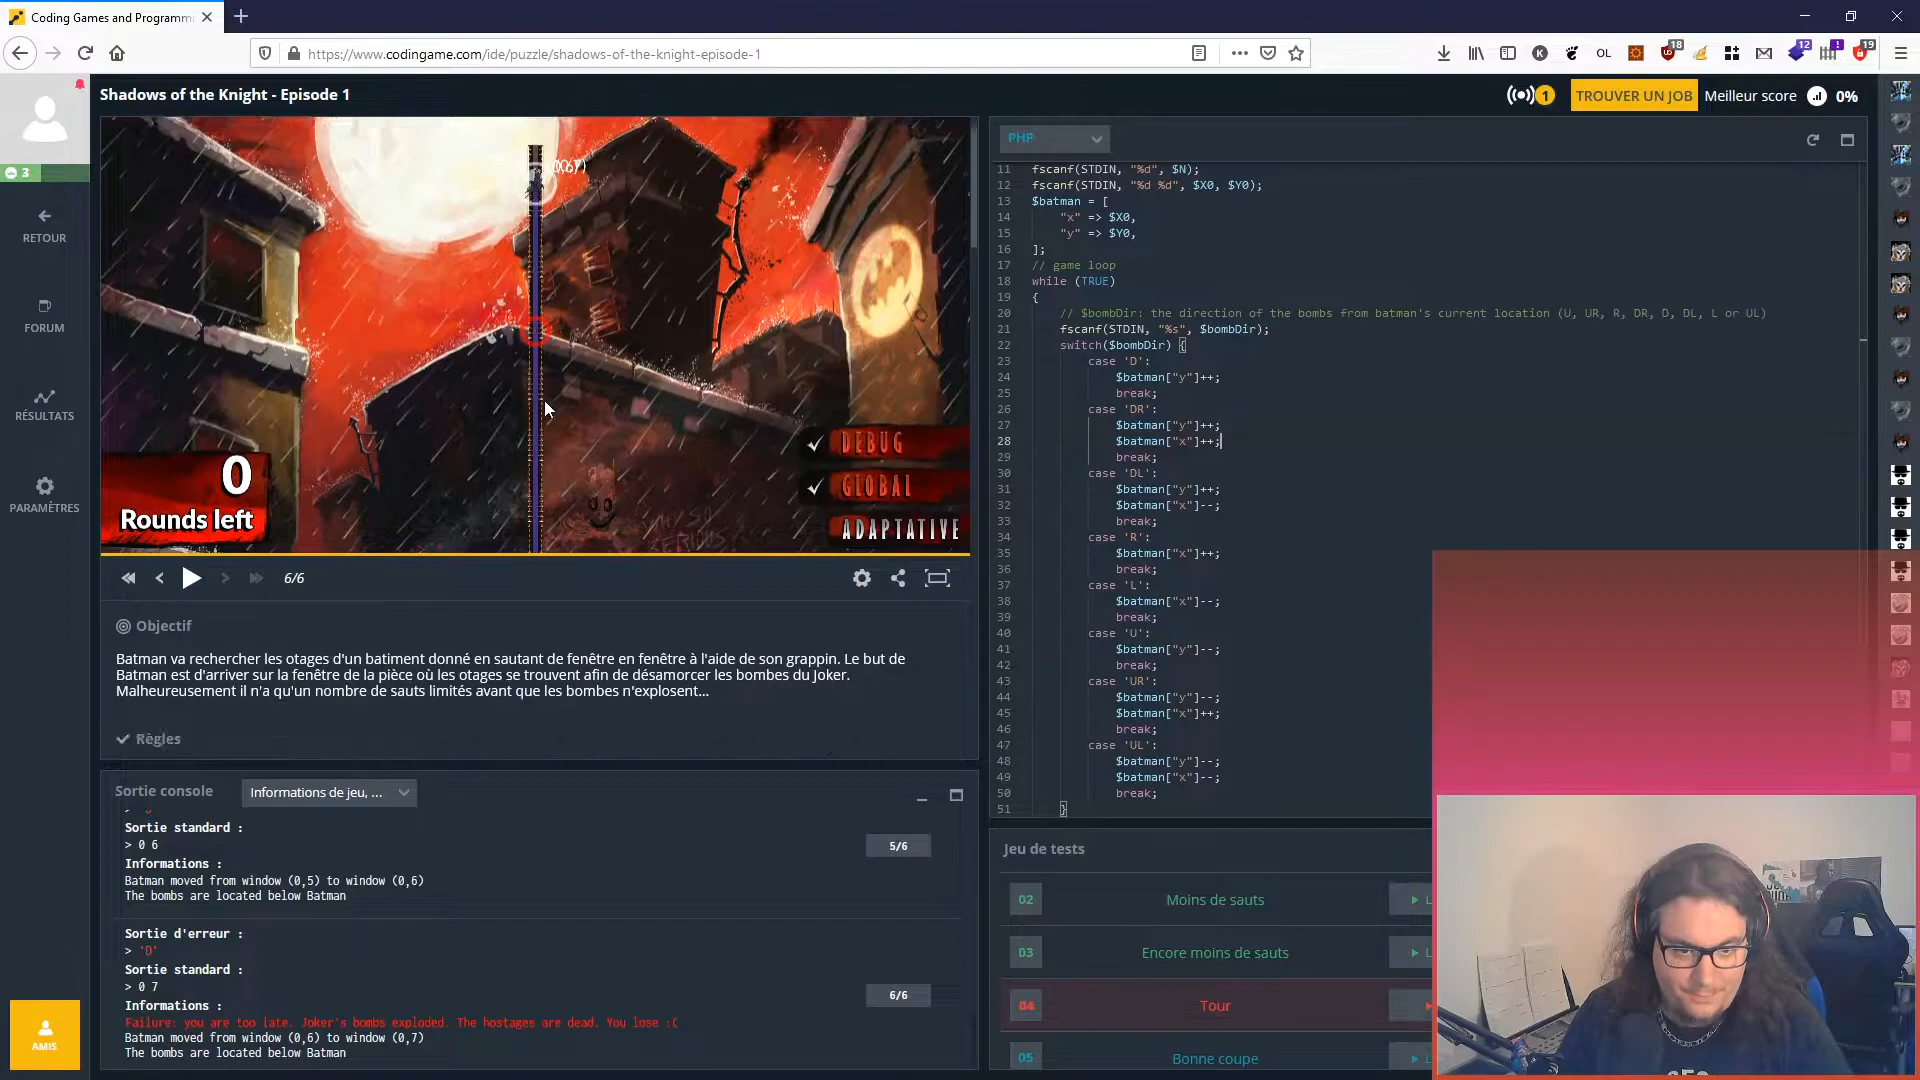 Coding Games and Programmi
https://www.codingame.com/ide/puzzle/shadows-of-the-knight-episode-1
OL
18
12
!
19
Shadows of the Knight - Episode 1
1
TROUVER UN JOB
Meilleur score
0%
3
RETOUR
FORUM
RÉSULTATS
PARAMÈTRES
AMIS
0
Rounds left
DEBUG
GLOBAL
ADAPTATIVE
6/6
Objectif
Batman va rechercher les otages d'un batiment donné en sautant de fenêtre en fenêtre à l'aide de son grappin. Le but de
Batman est d'arriver sur la fenêtre de la pièce où les otages se trouvent afin de désamorcer les bombes du Joker.
Malheureusement il n'a qu'un nombre de sauts limités avant que les bombes n'explosent...
Règles
Sortie console
Informations de jeu, ...
Sortie standard :
> 0 6
5/6
Informations :
Batman moved from window (0,5) to window (0,6)
The bombs are located below Batman
Sortie d'erreur :
> 'D'
Sortie standard :
> 0 7
6/6
Informations :
Failure: you are too late. Joker's bombs exploded. The hostages are dead. You lose :(
Batman moved from window (0,6) to window (0,7)
The bombs are located below Batman
PHP
11 fscanf(STDIN, "%d", $N);
12 fscanf(STDIN, "%d %d", $X0, $Y0);
13 $batman = [
14 "x" => $X0,
15 "y" => $Y0,
16 ];
17 // game loop
18 while (TRUE)
19 {
20 // $bombDir: the direction of the bombs from batman's current location (U, UR, R, DR, D, DL, L or UL)
21 fscanf(STDIN, "%s", $bombDir);
22 switch($bombDir) {
23 case 'D':
24 $batman["y"]++;
25 break;
26 case 'DR':
27 $batman["y"]++;
28 $batman["x"]++;
29 break;
30 case 'DL':
31 $batman["y"]++;
32 $batman["x"]--;
33 break;
34 case 'R':
35 $batman["x"]++;
36 break;
37 case 'L':
38 $batman["x"]--;
39 break;
40 case 'U':
41 $batman["y"]--;
42 break;
43 case 'UR':
44 $batman["y"]--;
45 $batman["x"]++;
46 break;
47 case 'UL':
48 $batman["y"]--;
49 $batman["x"]--;
50 break;
51 }
Jeu de tests
02 Moins de sauts
03 Encore moins de sauts
04 Tour
05 Bonne coupe